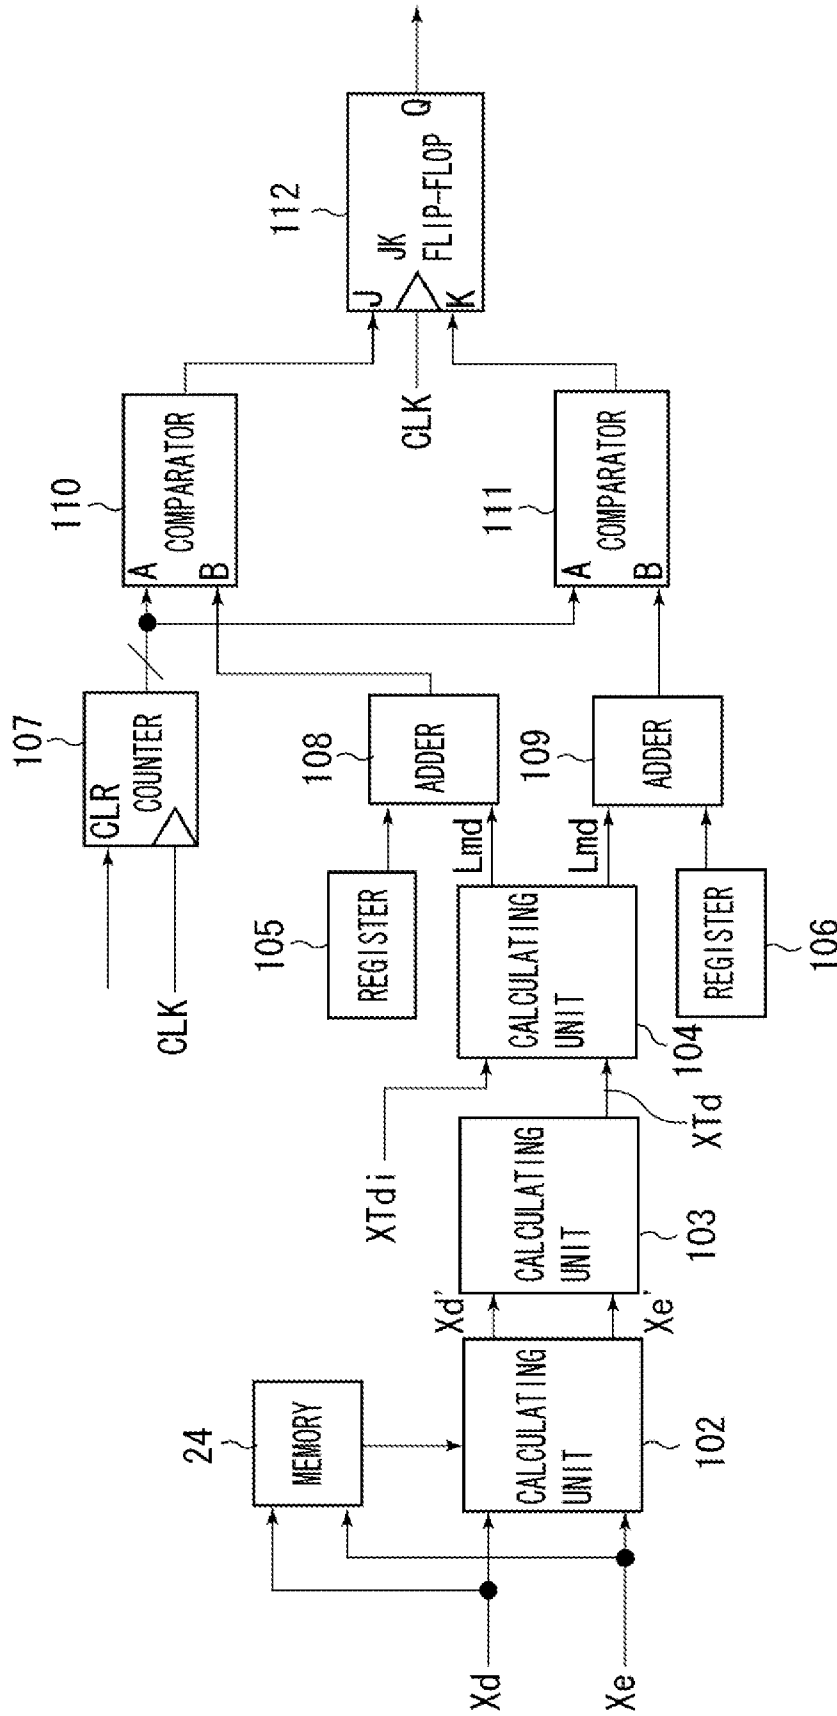 Xd
Xe
24
MEMORY
CALCULATING
UNIT
102
Xd'
Xe'
CALCULATING
UNIT
103
XTdi
XTd
CALCULATING
UNIT
104
Lmd
Lmd
105
REGISTER
REGISTER
106
CLK
107
CLR
COUNTER
108
ADDER
109
ADDER
110
A
COMPARATOR
B
111
A
COMPARATOR
B
CLK
112
J
JK
FLIP-FLOP
K
Q